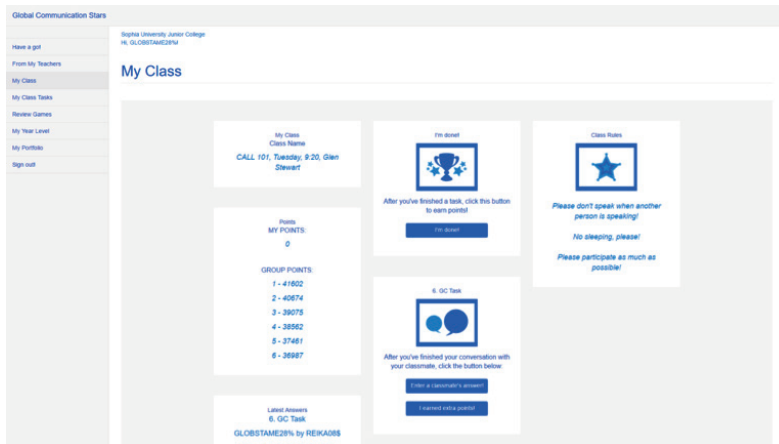 Global Communication Stars
Have a go!
From My Teachers
My Class
My Class Tasks
Review Games
My Year Level
My Portfolio
Sign out!
Sophia University Junior College
Hi, GLOBSTAME28%!
My Class
My Class
Class Name
CALL 101, Tuesday, 9:20, Glen
Stewart
Points
MY POINTS:
0
GROUP POINTS:
1 - 41602
2 - 40674
3 - 39075
4 - 38562
5 - 37461
6 - 36987
Latest Answers
6. GC Task
GLOBSTAME28% by REIKA08$
I'm done!
After you've finished a task, click this button
to earn points!
I'm done!
6. GC Task
After you've finished your conversation with
your classmate, click the button below:
Enter a classmate's answer!
I earned extra points!
Class Rules
Please don't speak when another
person is speaking!
No sleeping, please!
Please participate as much as
possible!